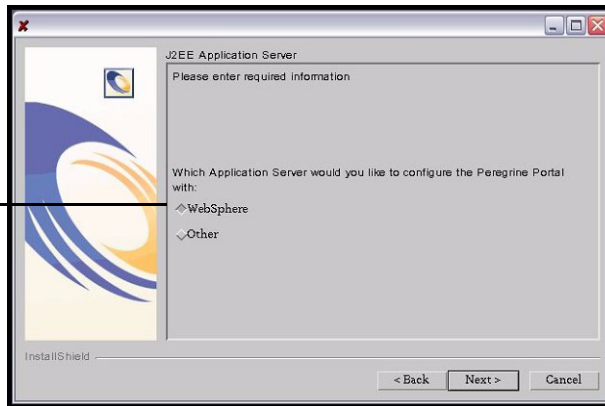 J2EE Application Server
Please enter required information
Which Application Server would you like to configure the Peregrine Portal
with:
WebSphere
Other
InstallShield
< Back
Next >
Cancel